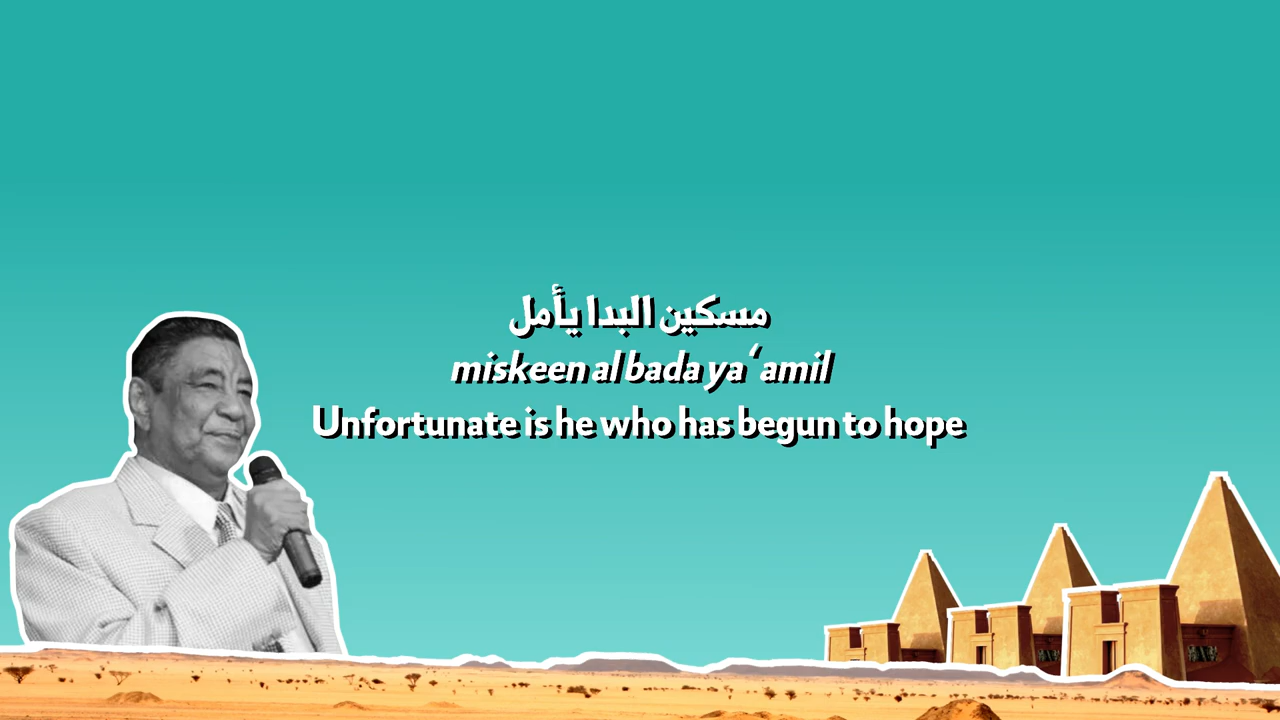 مسكين البدا يأمل
miskeen al bada ya‘amil
Unfortunate is he who has begun to hope